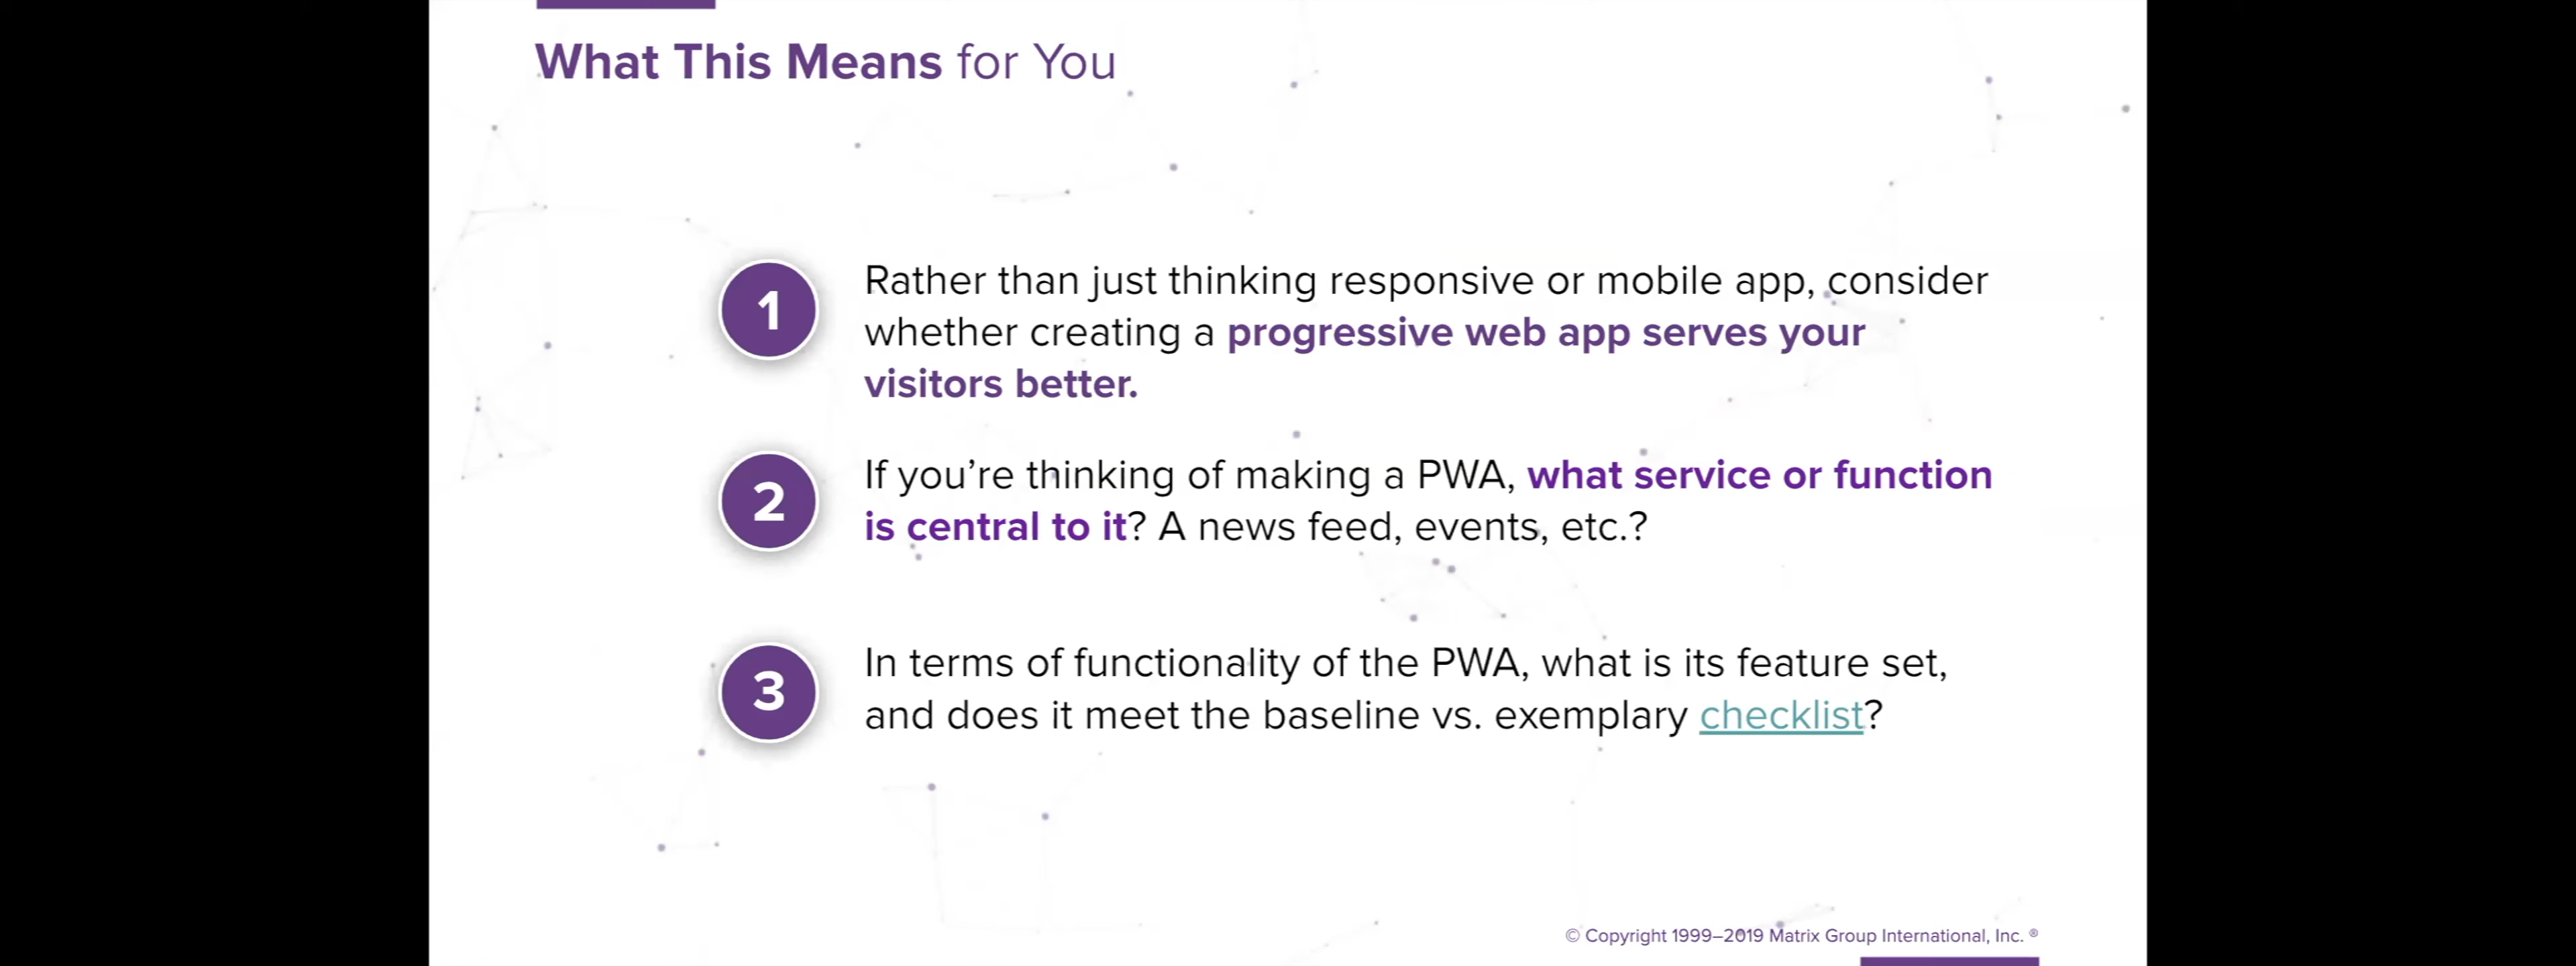 What This Means for You
1
Rather than just thinking responsive or mobile app, consider
whether creating a progressive web app serves your
visitors better.
2
If you’re thinking of making a PWA, what service or function
is central to it? A news feed, events, etc.?
3
In terms of functionality of the PWA, what is its feature set,
and does it meet the baseline vs. exemplary checklist?
© Copyright 1999–2019 Matrix Group International, Inc. ®